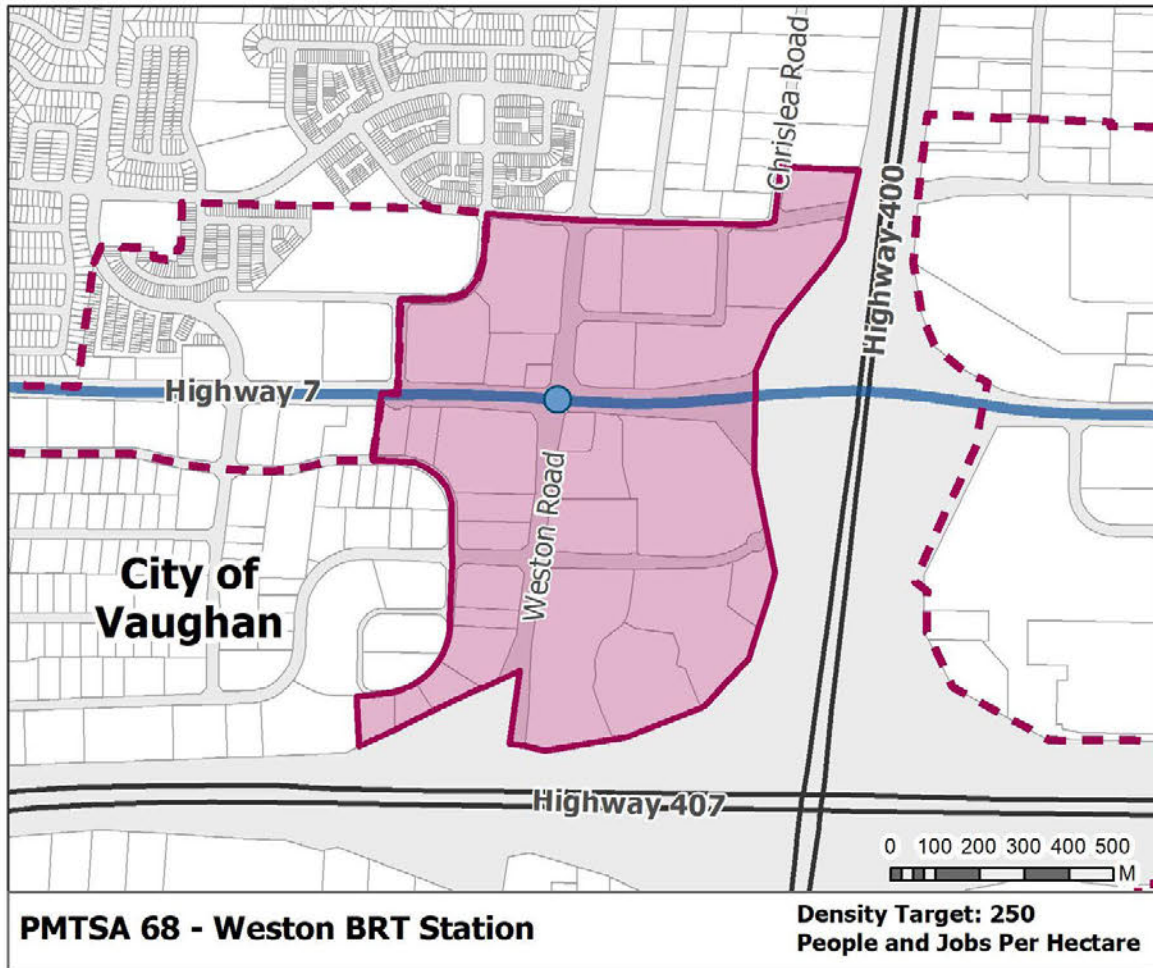 Chrislea Road
Highway 400
Highway 7
Weston Road
City of
Vaughan
Highway 407
0 100 200 300 400 500
M
PMTSA 68 - Weston BRT Station
Density Target: 250
People and Jobs Per Hectare